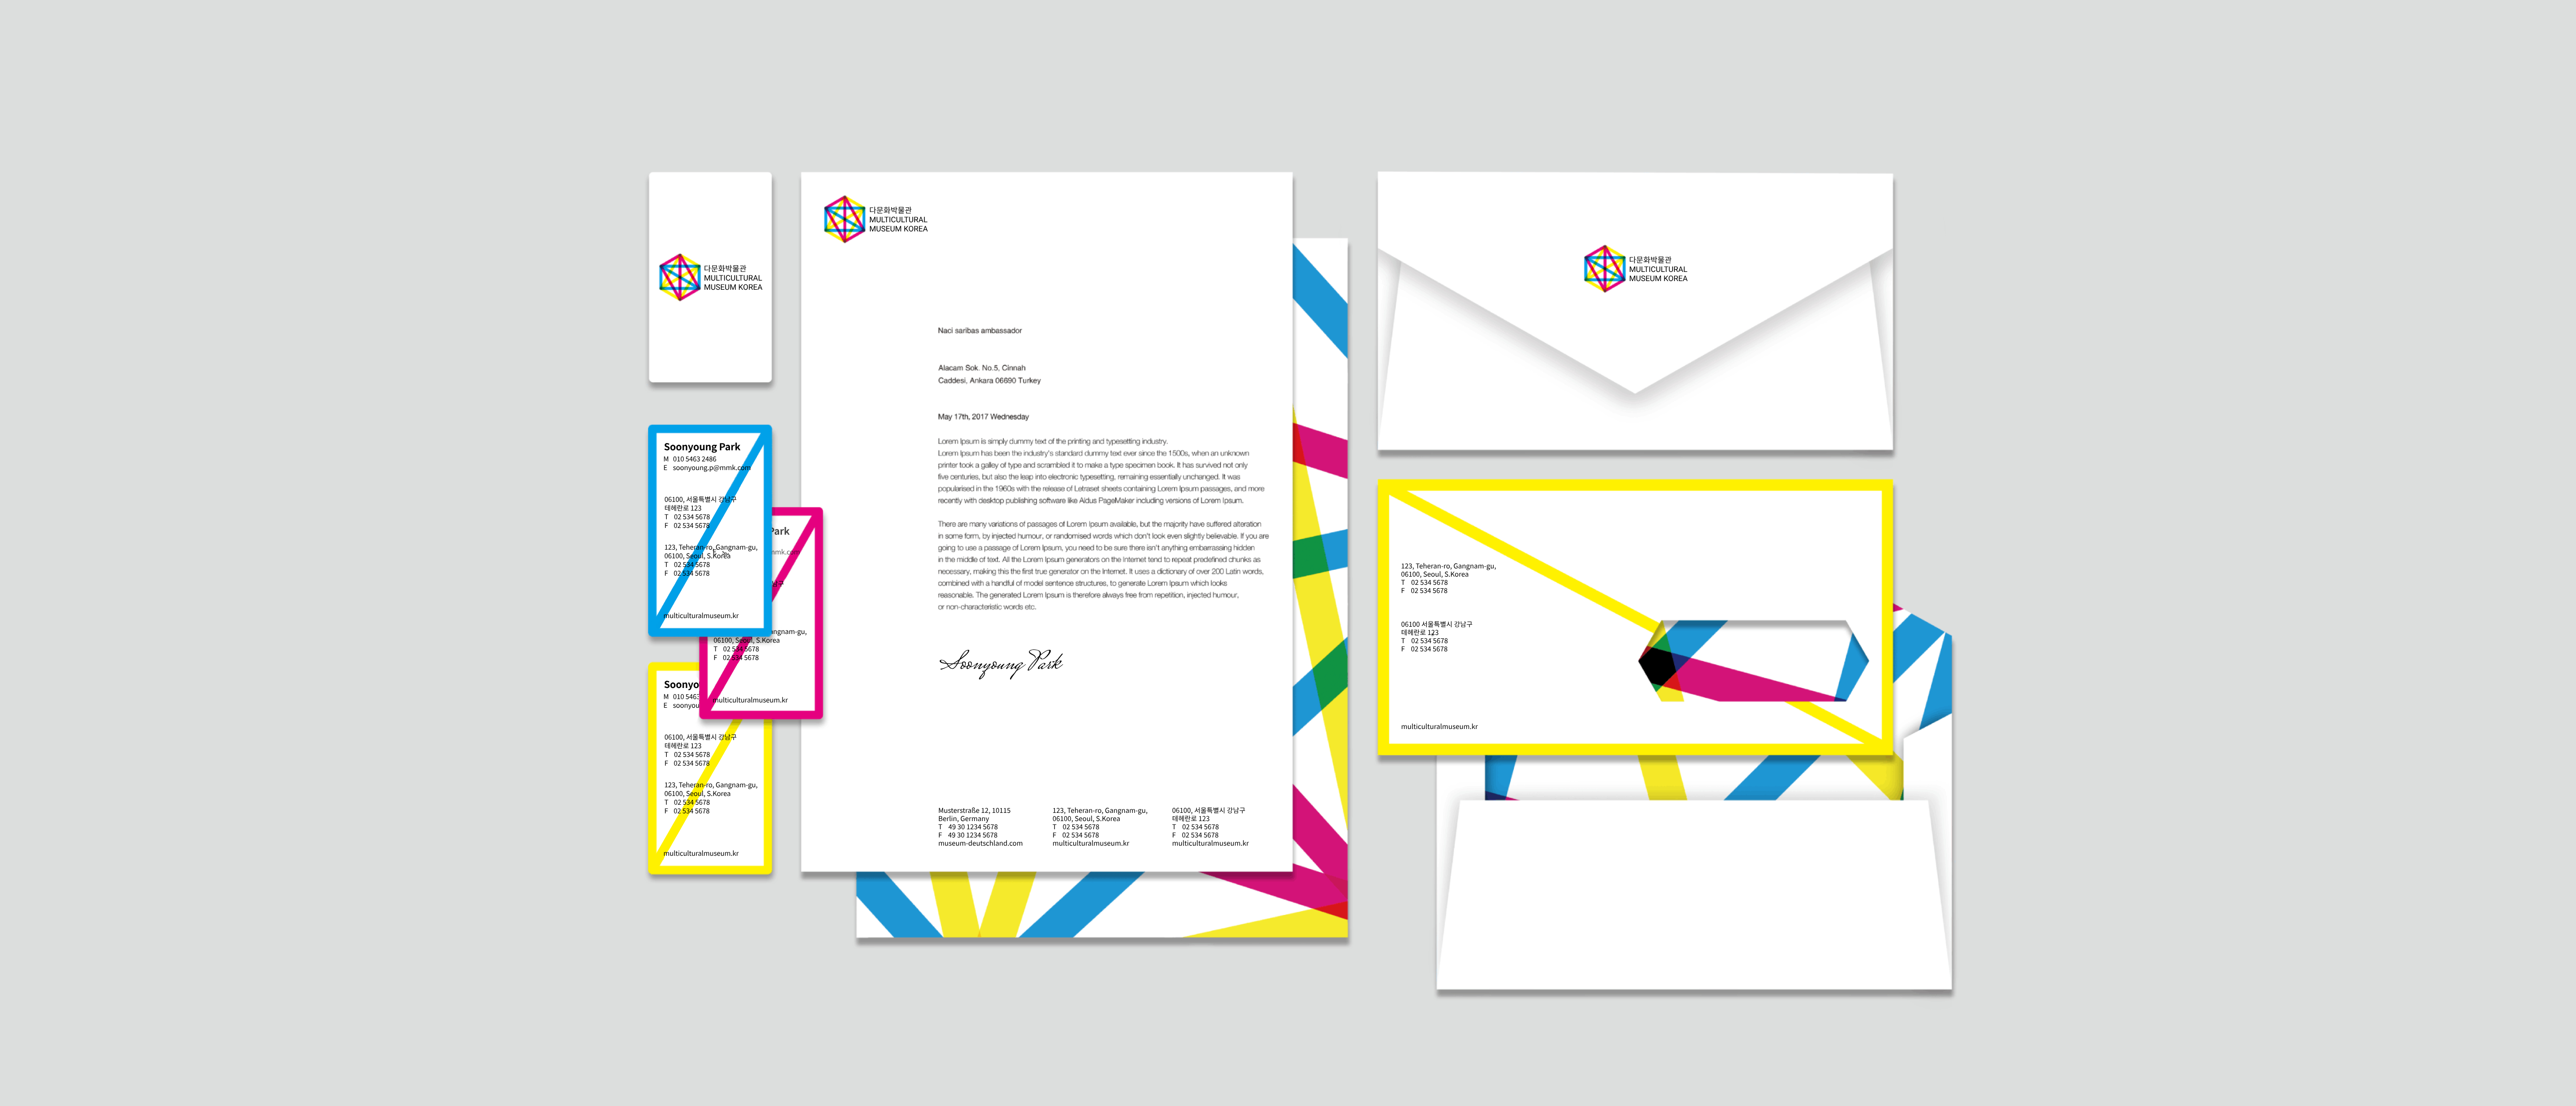 다문화박물관
MULTICULTURAL
MUSEUM KOREA
Soonyoung Park
M 010 5463 2486
E soonyoung.p@mmk.com
06100, 서울특별시 강남구
테헤란로 123
T 02 534 5678
F 02 534 5678
123, Teheran-ro, Gangnam-gu,
06100, Seoul, S.Korea
T 02 534 5678
F 02 534 5678
multiculturalmuseum.kr
Park
mmk.com
angnam-gu,
06100, Seoul, S.Korea
T 02 534 5678
F 02 534 5678
multiculturalmuseum.kr
Soonyo
M 010 5463
E soonyou
06100, 서울특별시 강남구
테헤란로 123
T 02 534 5678
F 02 534 5678
123, Teheran-ro, Gangnam-gu,
06100, Seoul, S.Korea
T 02 534 5678
F 02 534 5678
multiculturalmuseum.kr
다문화박물관
MULTICULTURAL
MUSEUM KOREA
Naci saribas ambassador
Alacam Sok. No.5, Cinnah
Caddesi, Ankara 06690 Turkey
May 17th, 2017 Wednesday
Lorem Ipsum is simply dummy text of the printing and typesetting industry.
Lorem Ipsum has been the industry's standard dummy text ever since the 1500s, when an unknown
printer took a galley of type and scrambled it to make a type specimen book. It has survived not only
five centuries, but also the leap into electronic typesetting, remaining essentially unchanged. It was
popularised in the 1960s with the release of Letraset sheets containing Lorem Ipsum passages, and more
recently with desktop publishing software like Aldus PageMaker including versions of Lorem Ipsum.
There are many variations of passages of Lorem Ipsum available, but the majority have suffered alteration
in some form, by injected humour, or randomised words which don't look even slightly believable. If you are
going to use a passage of Lorem Ipsum, you need to be sure there isn't anything embarrassing hidden
in the middle of text. All the Lorem Ipsum generators on the Internet tend to repeat predefined chunks as
necessary, making this the first true generator on the Internet. It uses a dictionary of over 200 Latin words,
combined with a handful of model sentence structures, to generate Lorem Ipsum which looks
reasonable. The generated Lorem Ipsum is therefore always free from repetition, injected humour,
or non-characteristic words etc.
Soonyoung Park
Musterstraße 12, 10115
Berlin, Germany
T 49 30 1234 5678
F 49 30 1234 5678
museum-deutschland.com
123, Teheran-ro, Gangnam-gu,
06100, Seoul, S.Korea
T 02 534 5678
F 02 534 5678
multiculturalmuseum.kr
06100, 서울특별시 강남구
테헤란로 123
T 02 534 5678
F 02 534 5678
multiculturalmuseum.kr
다문화박물관
MULTICULTURAL
MUSEUM KOREA
123, Teheran-ro, Gangnam-gu,
06100, Seoul, S.Korea
T 02 534 5678
F 02 534 5678
06100 서울특별시 강남구
테헤란로 123
T 02 534 5678
F 02 534 5678
multiculturalmuseum.kr